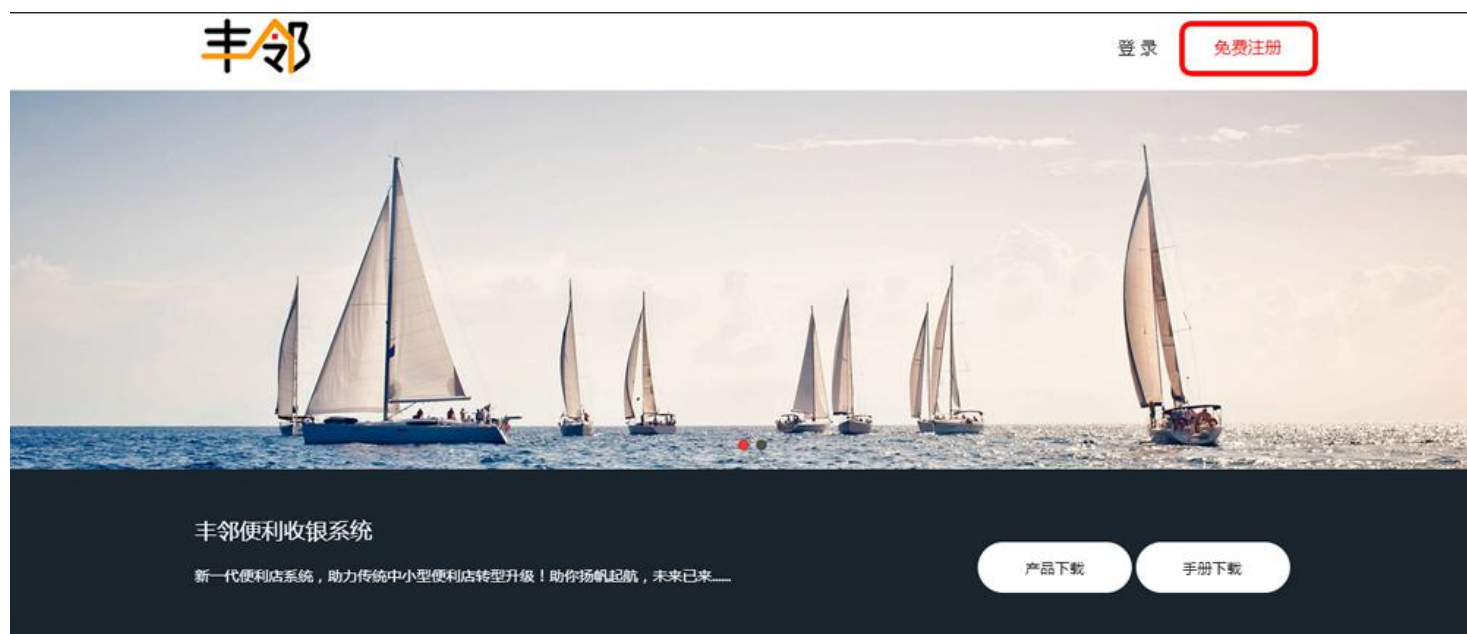 丰邻
登 录
免费注册
丰邻便利收银系统
新一代便利店系统，助力传统中小型便利店转型升级！助你扬帆起航，未来已来......
产品下载
手册下载